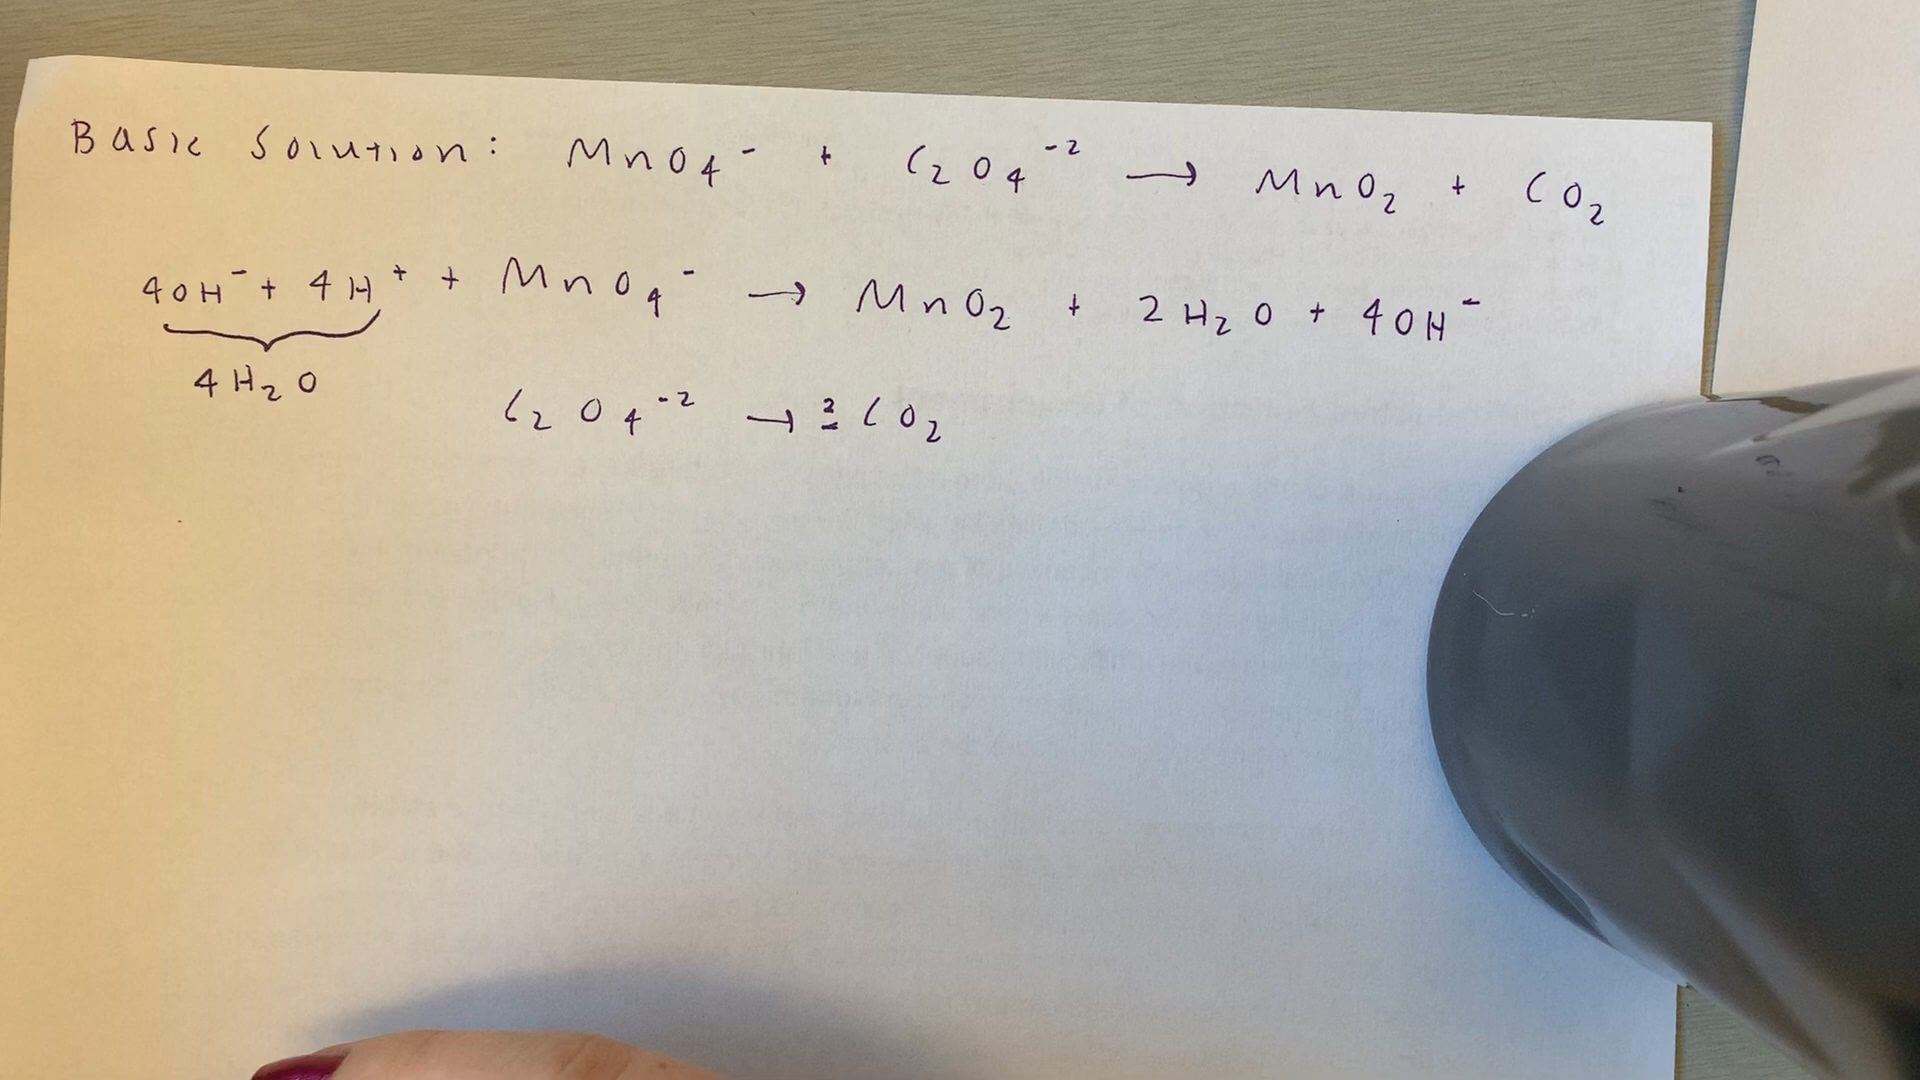 Basic Solution: MnO₄⁻ + C₂O₄⁻² → MnO₂ + CO₂
4OH⁻ + 4H⁺ + MnO₄⁻ → MnO₂ + 2H₂O + 4OH⁻
4H₂O
C₂O₄⁻² → 2CO₂